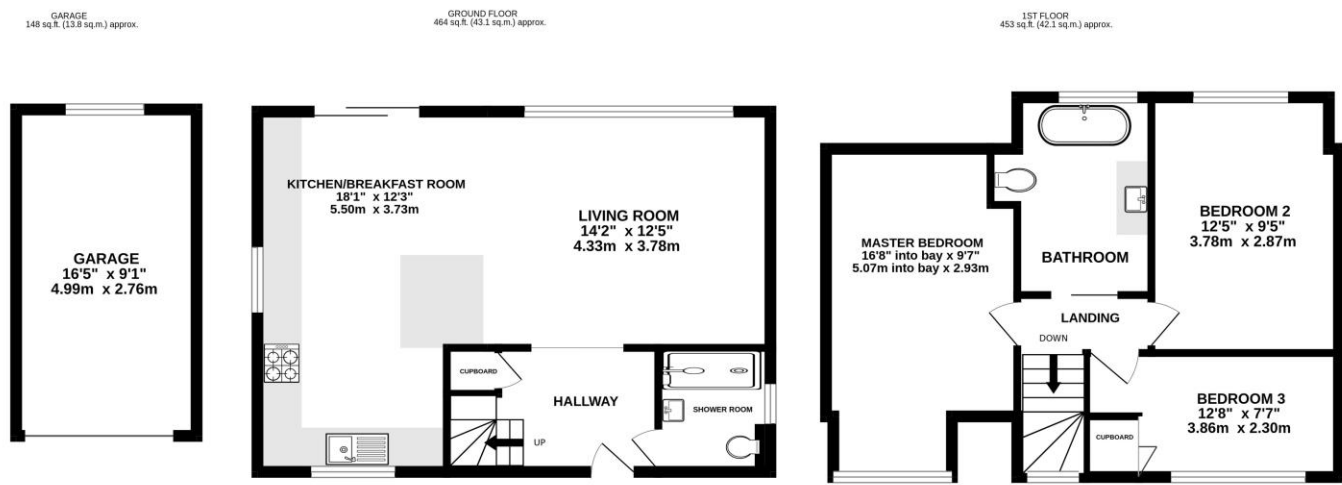 GARAGE
148 sq.ft. (13.8 sq.m.) approx.
GROUND FLOOR
464 sq.ft. (43.1 sq.m.) approx.
1ST FLOOR
453 sq.ft. (42.1 sq.m.) approx.
GARAGE
16'5" x 9'1"
4.99m x 2.76m
KITCHEN/BREAKFAST ROOM
18'1" x 12'3"
5.50m x 3.73m
LIVING ROOM
14'2" x 12'5"
4.33m x 3.78m
CUPBOARD
HALLWAY
UP
SHOWER ROOM
MASTER BEDROOM
16'8" into bay x 9'7"
5.07m into bay x 2.93m
BATHROOM
BEDROOM 2
12'5" x 9'5"
3.78m x 2.87m
LANDING
DOWN
BEDROOM 3
12'8" x 7'7"
3.86m x 2.30m
CUPBOARD